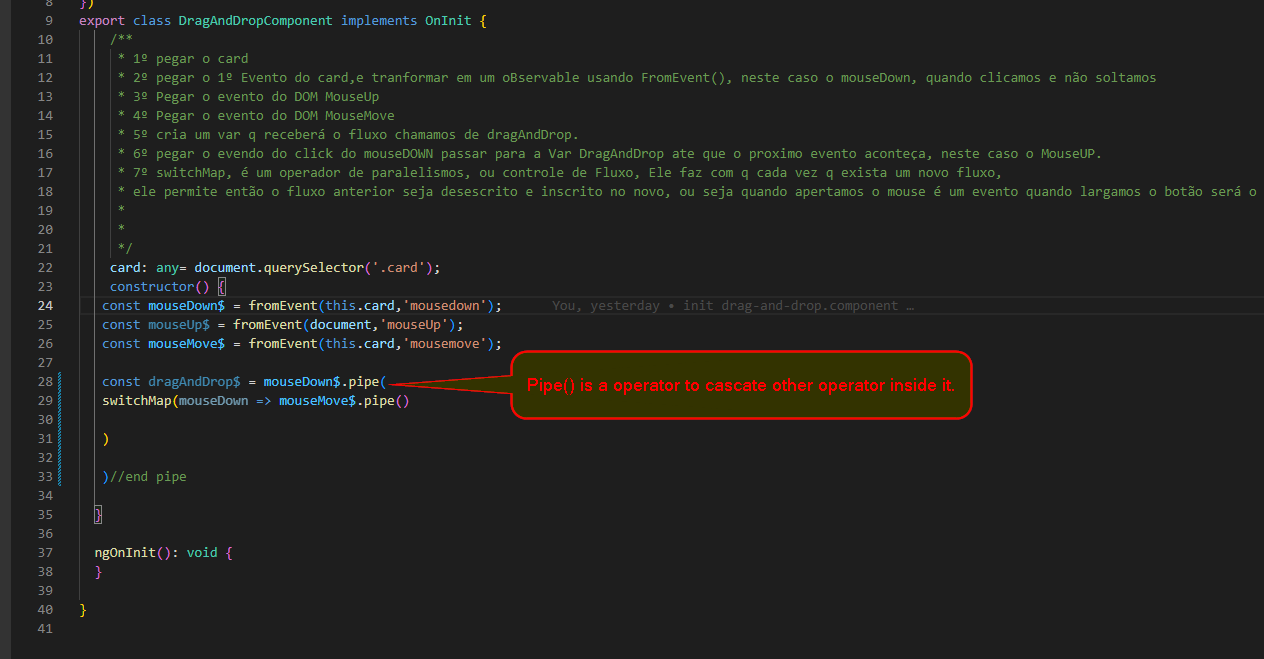 8 })
9 export class DragAndDropComponent implements OnInit {
10 /**
11 * 1º pegar o card
12 * 2º pegar o 1º Evento do card,e tranformar em um oBservable usando FromEvent(), neste caso o mouseDown, quando clicamos e não soltamos
13 * 3º Pegar o evento do DOM MouseUp
14 * 4º Pegar o evento do DOM MouseMove
15 * 5º cria um var q receberá o fluxo chamamos de dragAndDrop.
16 * 6º pegar o evendo do click do mouseDOWN passar para a Var DragAndDrop ate que o proximo evento aconteça, neste caso o MouseUP.
17 * 7º switchMap, é um operador de paralelismos, ou controle de Fluxo, Ele faz com q cada vez q exista um novo fluxo,
18 * ele permite então o fluxo anterior seja desescrito e inscrito no novo, ou seja quando apertamos o mouse é um evento quando largamos o botão será o
19 *
20 *
21 */
22 card: any= document.querySelector('.card');
23 constructor() {
24 const mouseDown$ = fromEvent(this.card,'mousedown'); You, yesterday • init drag-and-drop.component …
25 const mouseUp$ = fromEvent(document,'mouseUp');
26 const mouseMove$ = fromEvent(this.card,'mousemove');
27
28 const dragAndDrop$ = mouseDown$.pipe(
Pipe() is a operator to cascate other operator inside it.
29 switchMap(mouseDown => mouseMove$.pipe()
30
31 )
32
33 )//end pipe
34
35 }
36
37 ngOnInit(): void {
38 }
39
40 }
41